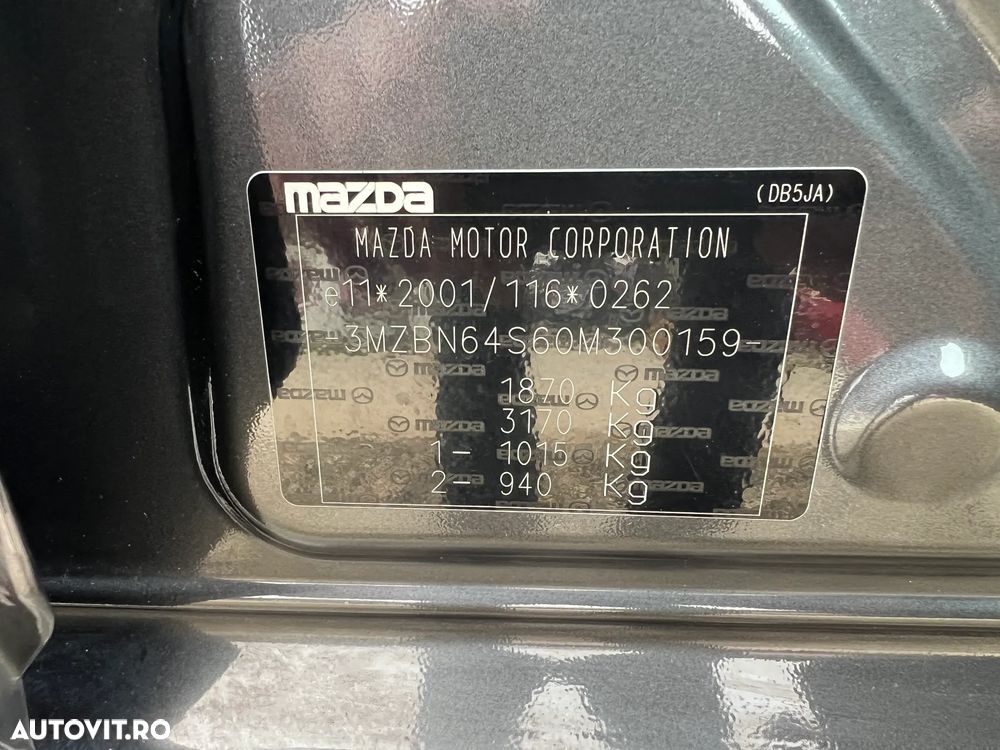 mazda
(DB5JA)
MAZDA MOTOR CORPORATION
e11*2001/116*0262
-3MZBN64S60M300159-
1870 Kg
3170 Kg
1- 1015 Kg
2- 940 Kg
AUTOVIT.RO